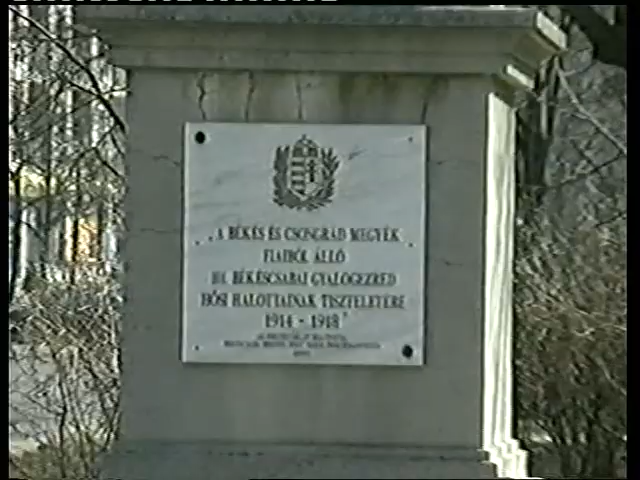 A BÉKÉS ÉS CSONGRÁD MEGYÉK
FIAIBÓL ÁLLÓ
101. BÉKÉSCSABAI GYALOGEZRED
HŐSI HALOTTAINAK TISZTELETÉRE
1914 - 1918